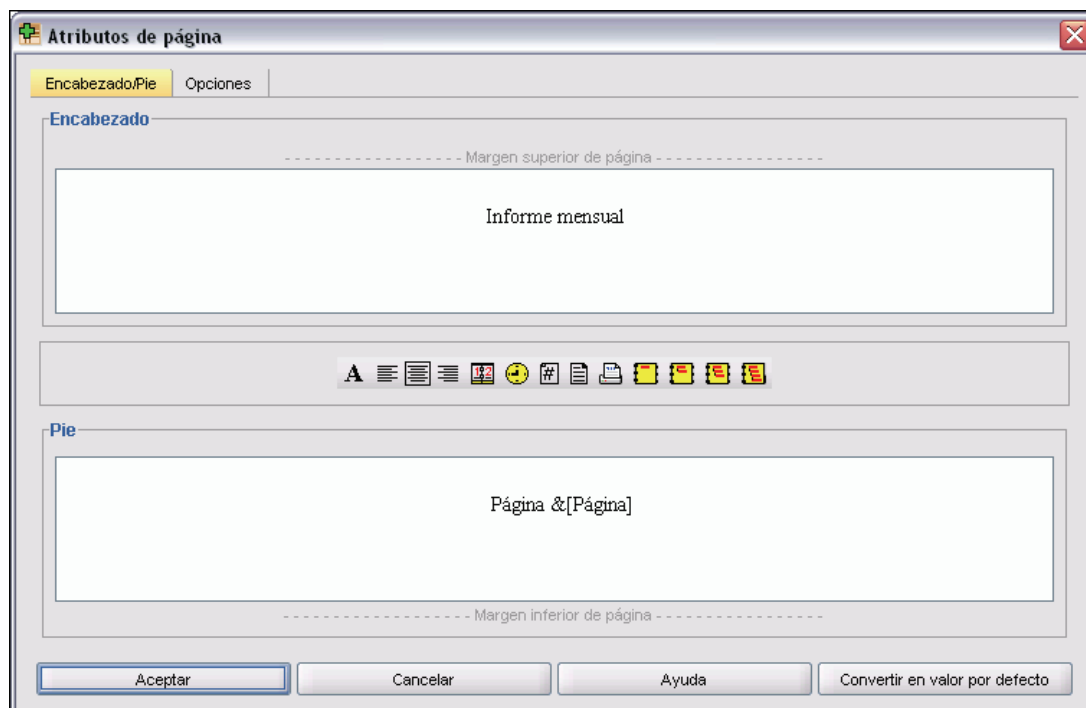 Atributos de página
Encabezado/Pie Opciones
Encabezado
- - - - - - - - - - - - - - - - - - Margen superior de página - - - - - - - - - - - - - - - - -
Informe mensual
A 12 #
Pie
Página &[Página]
- - - - - - - - - - - - - - - - - - - Margen inferior de página - - - - - - - - - - - - - - - - -
Aceptar Cancelar Ayuda Convertir en valor por defecto